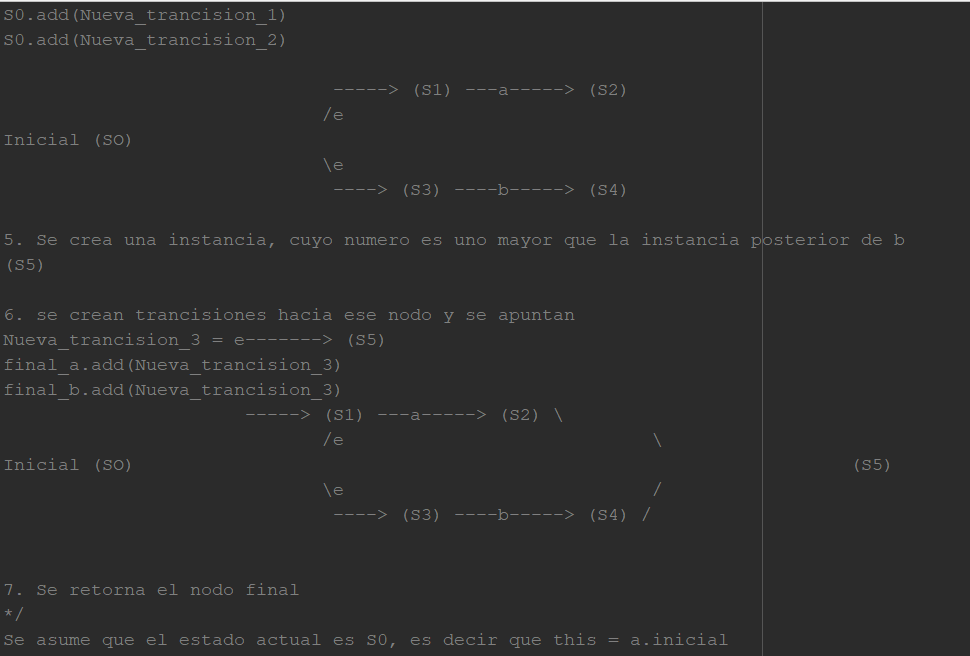 S0.add(Nueva_trancision_1)
S0.add(Nueva_trancision_2)
-----> (S1) ---a-----> (S2)
/e
Inicial (SO)
\e
----> (S3) ----b-----> (S4)
5. Se crea una instancia, cuyo numero es uno mayor que la instancia posterior de b
(S5)
6. se crean trancisiones hacia ese nodo y se apuntan
Nueva_trancision_3 = e-------> (S5)
final_a.add(Nueva_trancision_3)
final_b.add(Nueva_trancision_3)
-----> (S1) ---a-----> (S2) \
/e \
Inicial (SO) (S5)
\e /
----> (S3) ----b-----> (S4) /
7. Se retorna el nodo final
*/
Se asume que el estado actual es S0, es decir que this = a.inicial